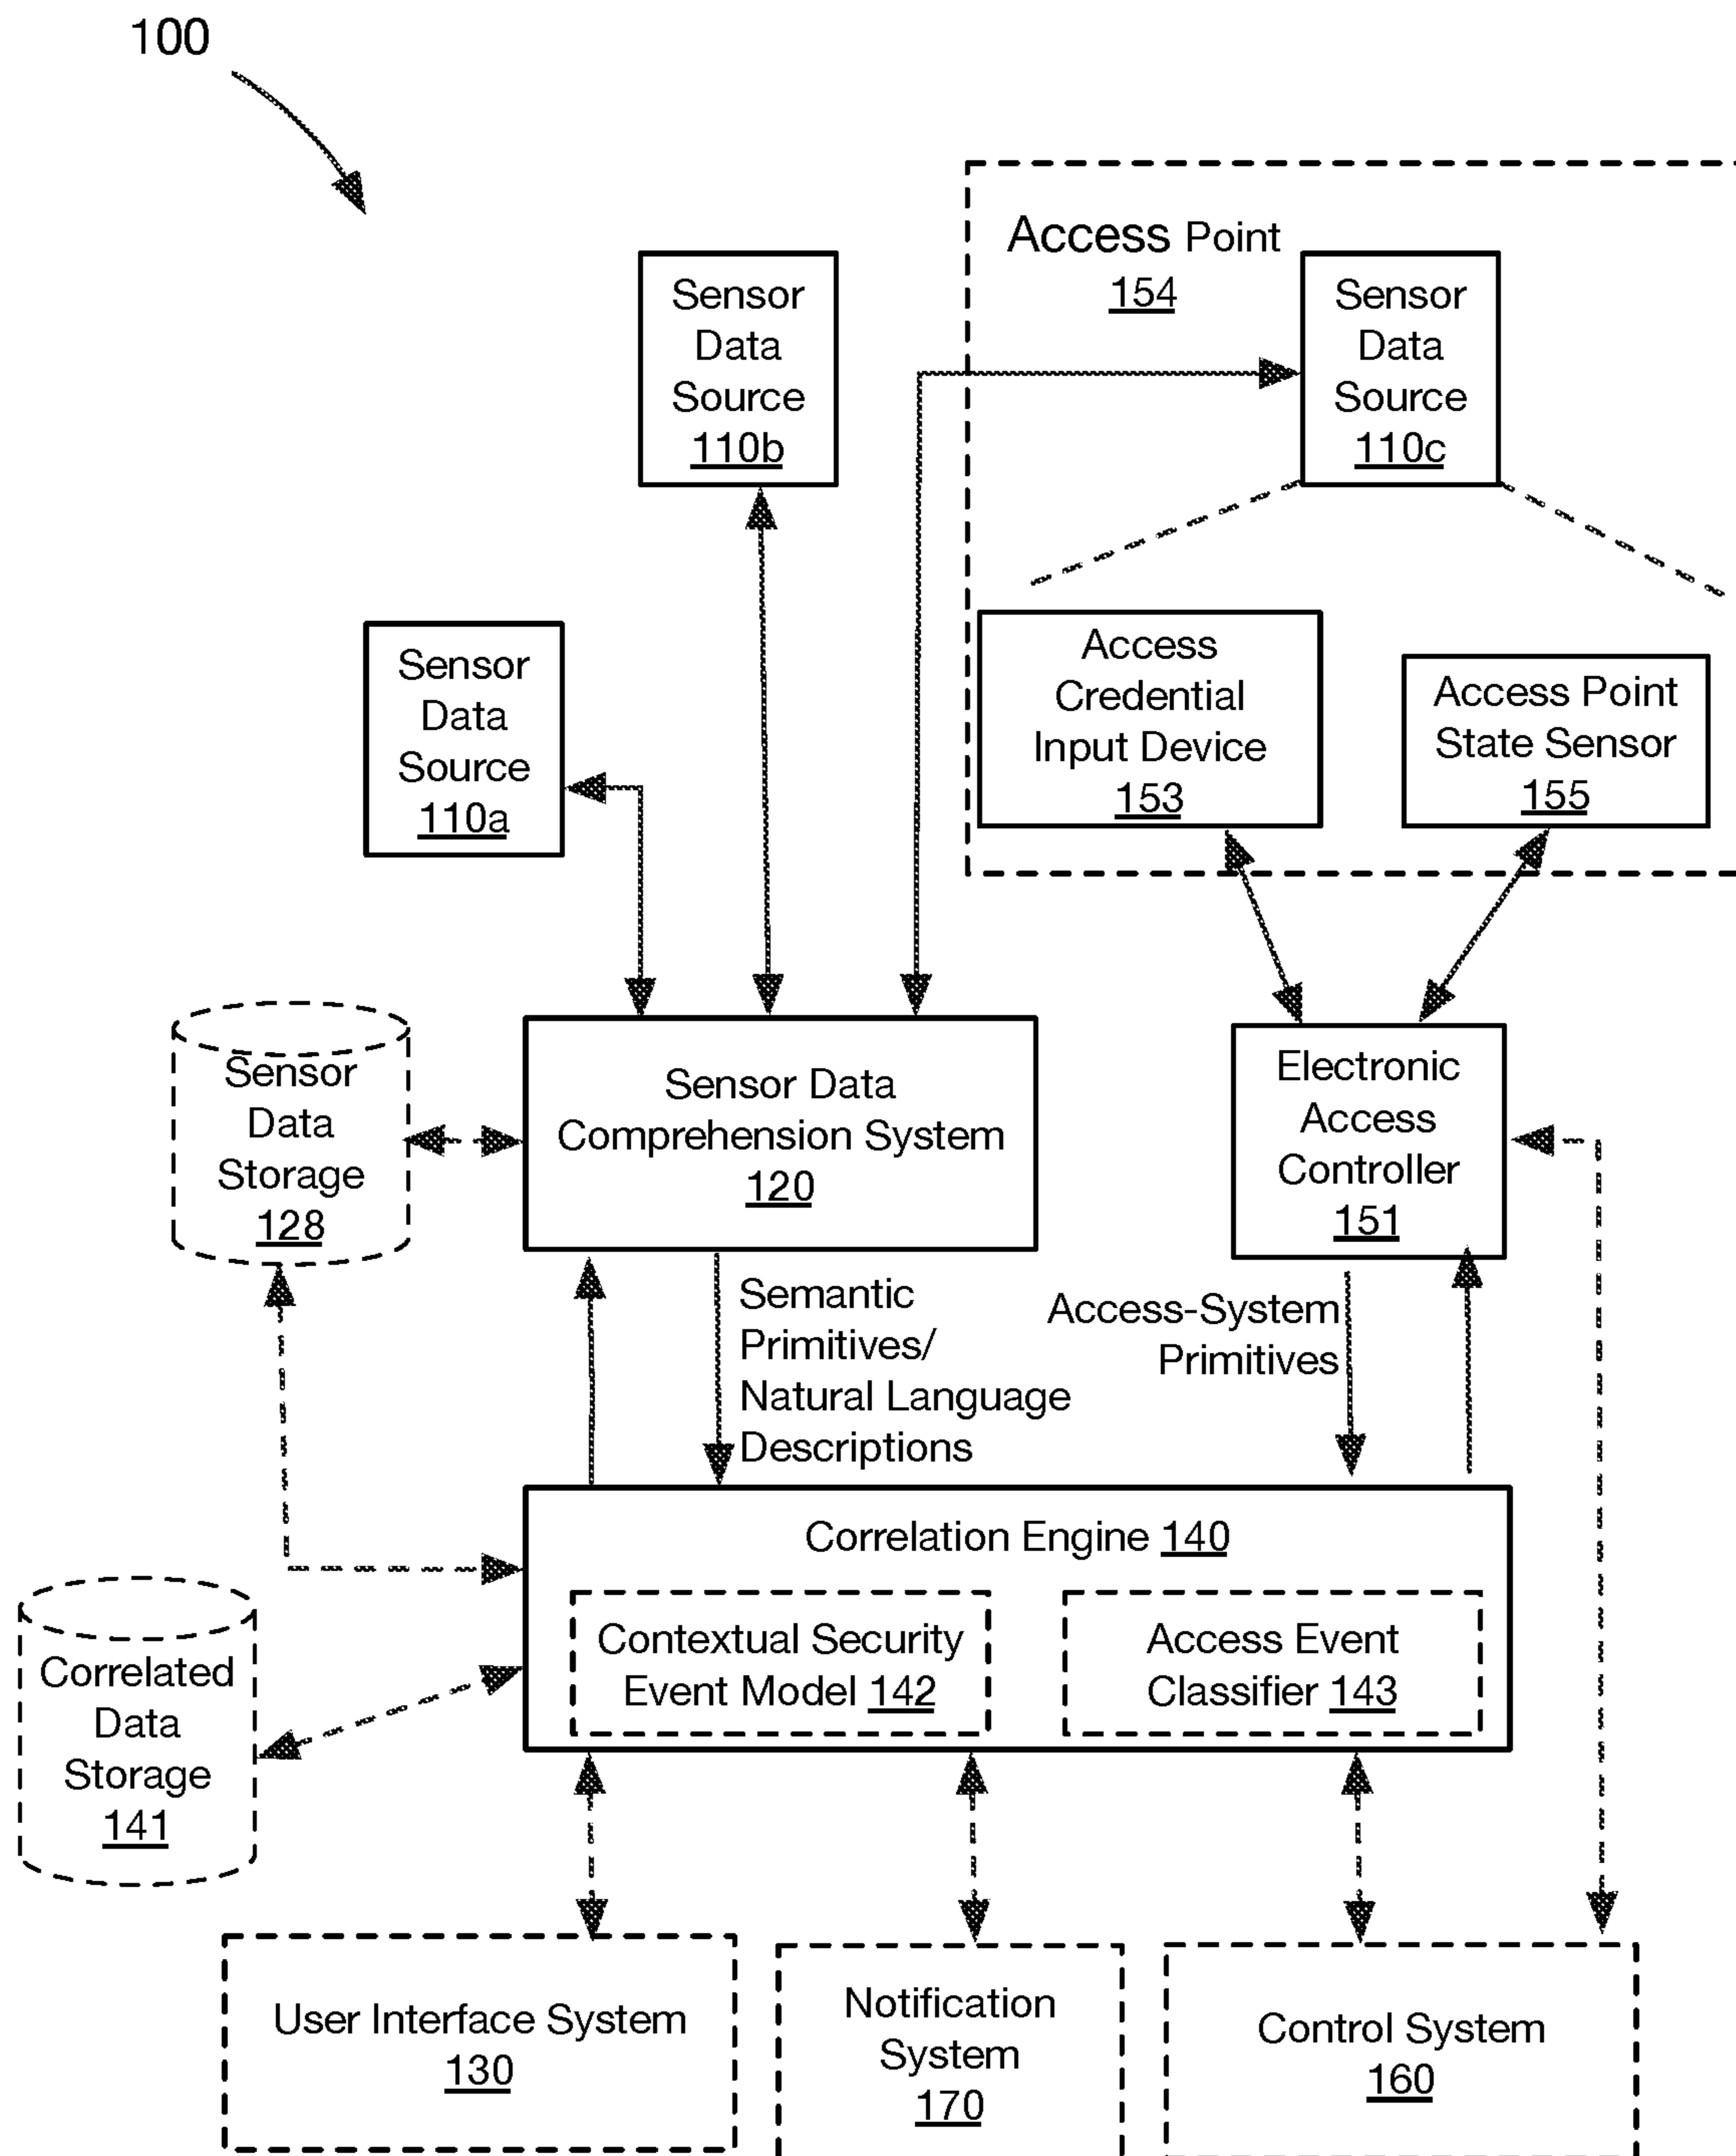 100
Access Point
154
Sensor
Data
Source
110b
Sensor
Data
Source
110c
Sensor
Data
Source
110a
Access
Credential
Input Device
153
Access Point
State Sensor
155
Sensor
Data
Storage
128
Sensor Data
Comprehension System
120
Electronic
Access
Controller
151
Semantic
Primitives/
Natural Language
Descriptions
Access-System
Primitives
Correlation Engine 140
Contextual Security
Event Model 142
Access Event
Classifier 143
Correlated
Data
Storage
141
User Interface System
130
Notification
System
170
Control System
160